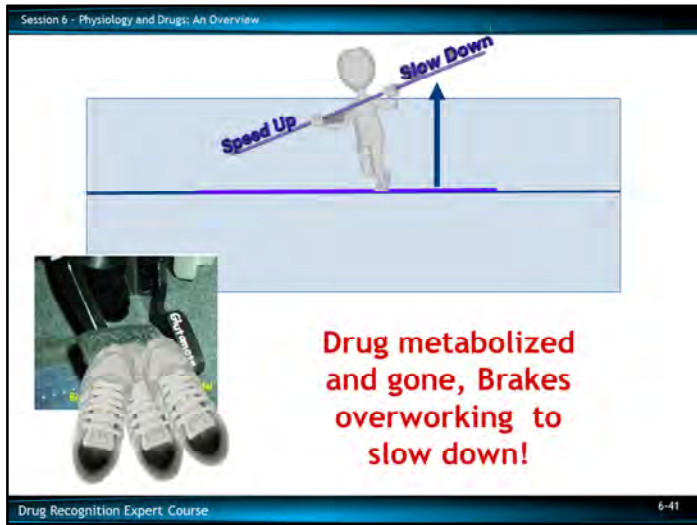 Session 6 - Physiology and Drugs: An Overview
Slow Down
Speed Up
Glutamate
Drug metabolized
and gone, Brakes
overworking to
slow down!
Drug Recognition Expert Course
6-41